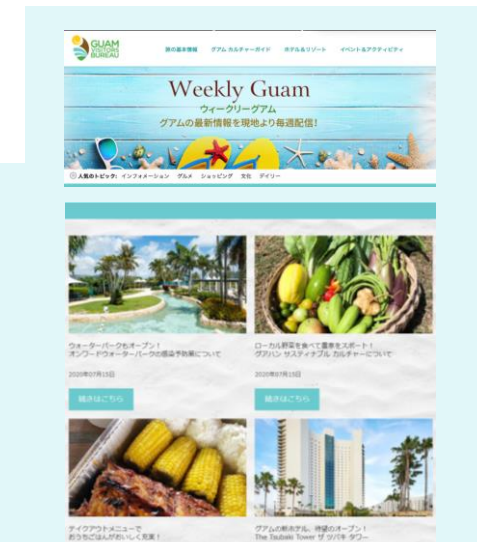 GUAM
VISITORS
BUREAU
旅の基本情報 グアム カルチャーガイド ホテル&リゾート イベント&アクティビティ
Weekly Guam
ウィークリーグアム
グアムの最新情報を現地より毎週配信!
人気のトピック: インフォメーション グルメ ショッピング 文化 デイリー
ウォーターパークもオープン!
オンワードウォーターパークの感染予防策について
2020年07月15日
続きはこちら
ローカル野菜を食べて農家をスポート!
グアハン サスティナブル カルチャーについて
2020年07月15日
続きはこちら
テイクアウトメニューで
おうちごはんがおいしく充実!
グアムの新ホテル、待望のオープン!
The Tsubaki Tower ザ ツバキ タワー